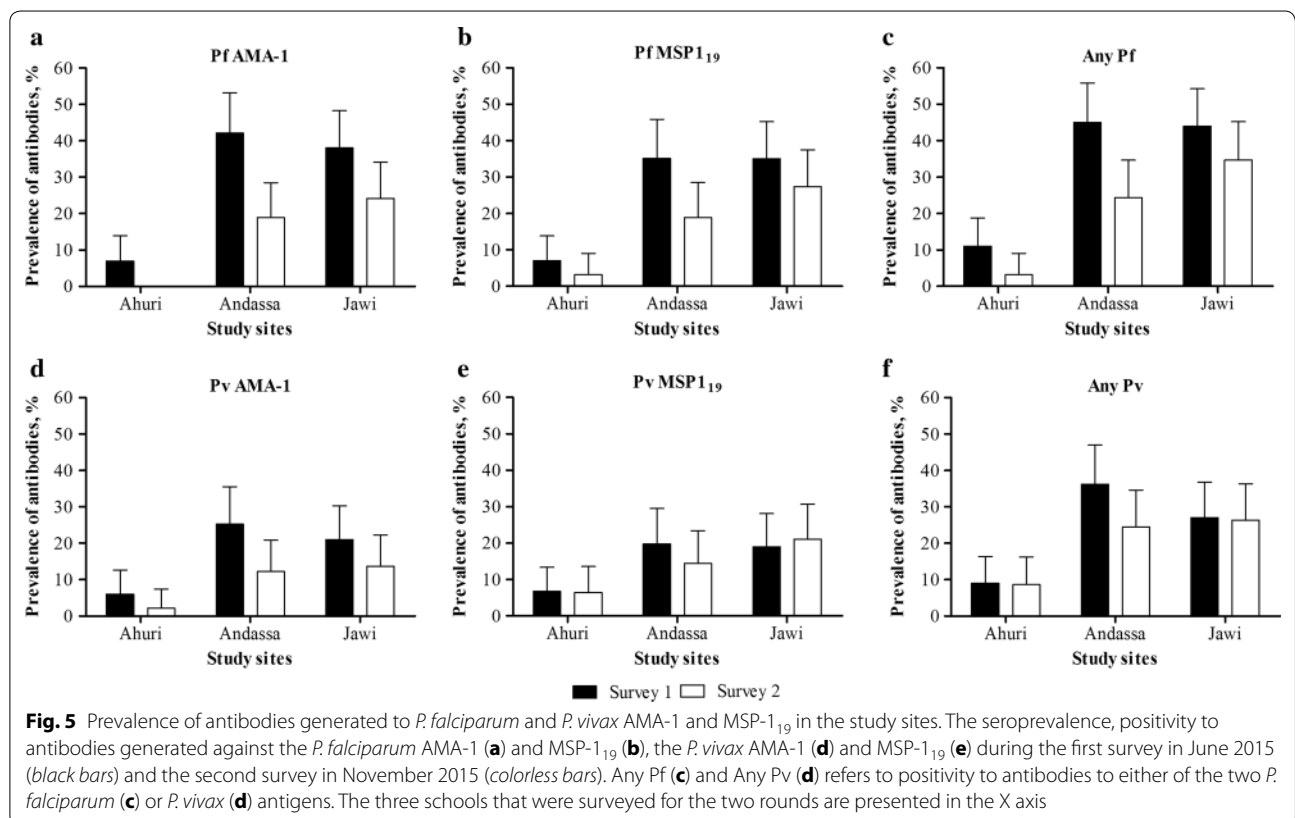 a
Pf AMA-1
Prevalence of antibodies, %
60
50
40
30
20
10
0
Ahuri Andassa Jawi
Study sites
b
Pf MSP1₁₉
Prevalence of antibodies, %
60
50
40
30
20
10
0
Ahuri Andassa Jawi
Study sites
c
Any Pf
Prevalence of antibodies, %
60
50
40
30
20
10
0
Ahuri Andassa Jawi
Study sites
d
Pv AMA-1
Prevalence of antibodies, %
60
50
40
30
20
10
0
Ahuri Andassa Jawi
Study sites
e
Pv MSP1₁₉
Prevalence of antibodies, %
60
50
40
30
20
10
0
Ahuri Andassa Jawi
Study sites
f
Any Pv
Prevalence of antibodies, %
60
50
40
30
20
10
0
Ahuri Andassa Jawi
Study sites
Survey 1 Survey 2
Fig. 5 Prevalence of antibodies generated to P. falciparum and P. vivax AMA-1 and MSP-1₁₉ in the study sites. The seroprevalence, positivity to
antibodies generated against the P. falciparum AMA-1 (a) and MSP-1₁₉ (b), the P. vivax AMA-1 (d) and MSP-1₁₉ (e) during the first survey in June 2015
(black bars) and the second survey in November 2015 (colorless bars). Any Pf (c) and Any Pv (d) refers to positivity to antibodies to either of the two P.
falciparum (c) or P. vivax (d) antigens. The three schools that were surveyed for the two rounds are presented in the X axis